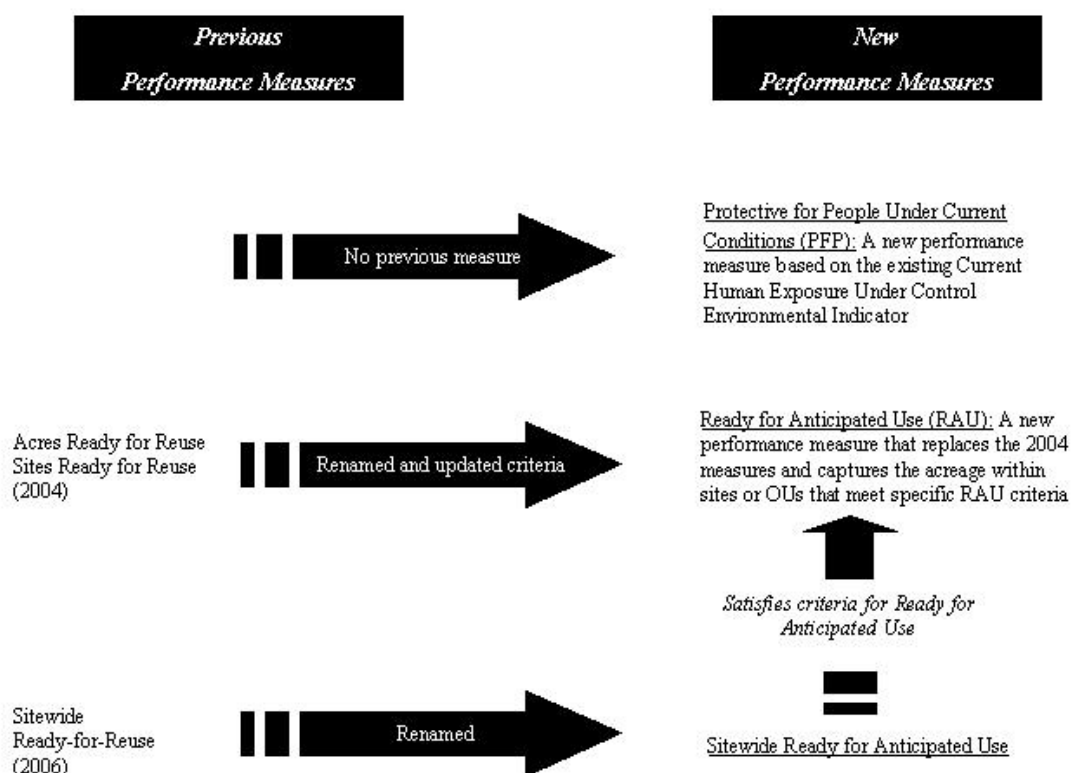 Previous
Performance Measures
New
Performance Measures
No previous measure
Protective for People Under Current
Conditions (PFP): A new performance
measure based on the existing Current
Human Exposure Under Control
Environmental Indicator
Acres Ready for Reuse
Sites Ready for Reuse
(2004)
Renamed and updated criteria
Ready for Anticipated Use (RAU): A new
performance measure that replaces the 2004
measures and captures the acreage within
sites or OUs that meet specific RAU criteria
Satisfies criteria for Ready for
Anticipated Use
Sitewide
Ready-for-Reuse
(2006)
Renamed
Sitewide Ready for Anticipated Use